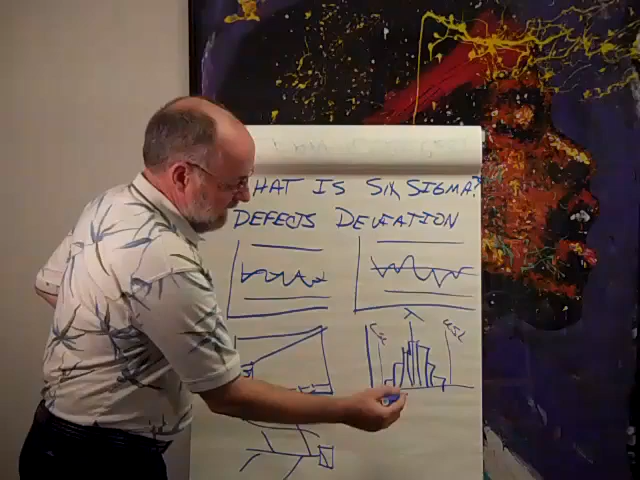 HAT IS SIX SIGMA?
DEFECTS DEVIATION
LSL USL